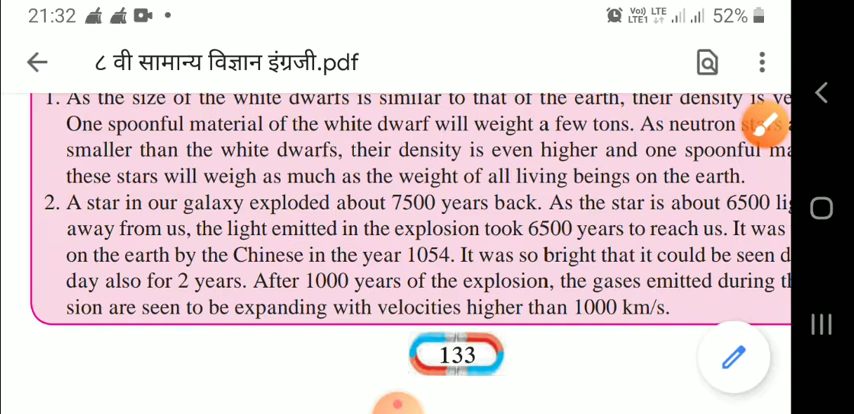 21:32
Vo)) LTE
LTE1 52%
८ वी सामान्य विज्ञान इंग्रजी.pdf
1. As the size of the white dwarfs is similar to that of the earth, their density is
One spoonful material of the white dwarf will weight a few tons. As neutron
smaller than the white dwarfs, their density is even higher and one spoonful
these stars will weigh as much as the weight of all living beings on the earth.
2. A star in our galaxy exploded about 7500 years back. As the star is about 6500
away from us, the light emitted in the explosion took 6500 years to reach us. It was
on the earth by the Chinese in the year 1054. It was so bright that it could be seen
day also for 2 years. After 1000 years of the explosion, the gases emitted during
sion are seen to be expanding with velocities higher than 1000 km/s.
133